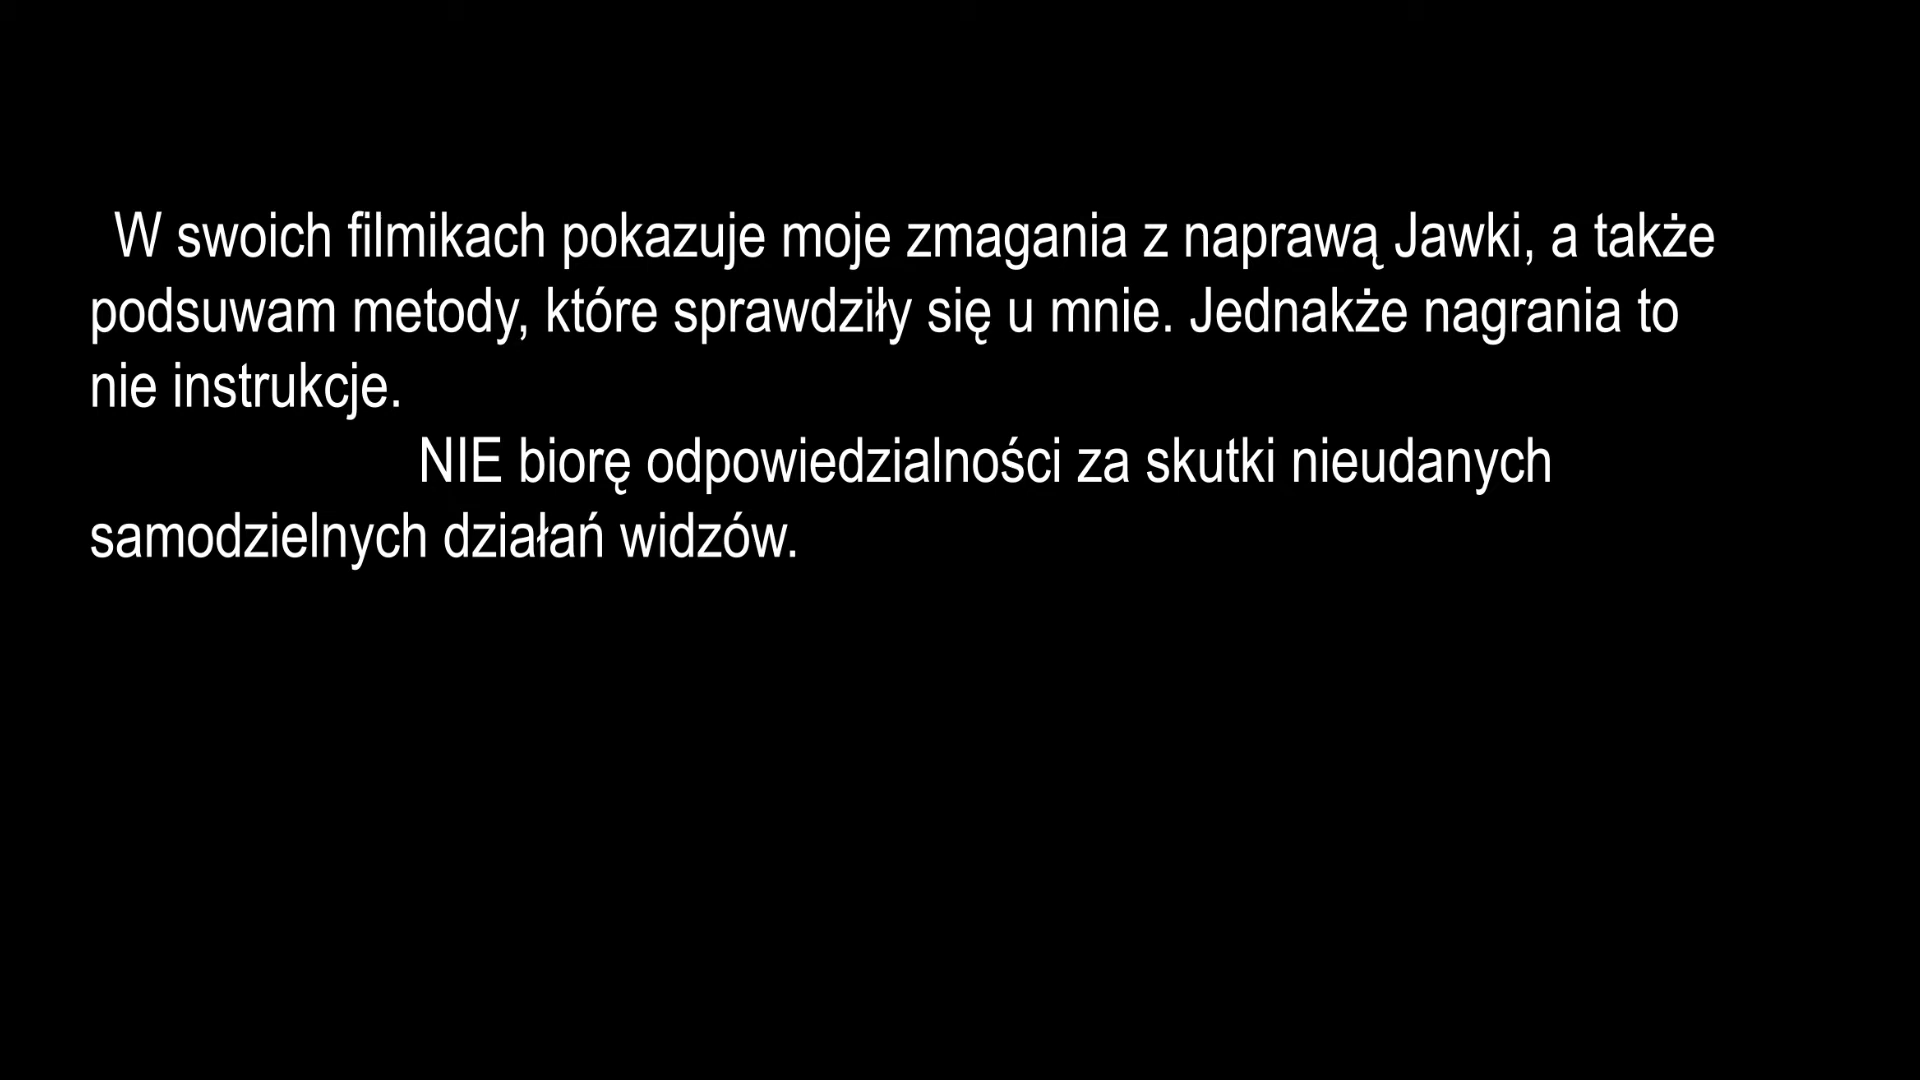 W swoich filmikach pokazuje moje zmagania z naprawą Jawki, a także
podsuwam metody, które sprawdziły się u mnie. Jednakże nagrania to
nie instrukcje.
NIE biorę odpowiedzialności za skutki nieudanych
samodzielnych działań widzów.